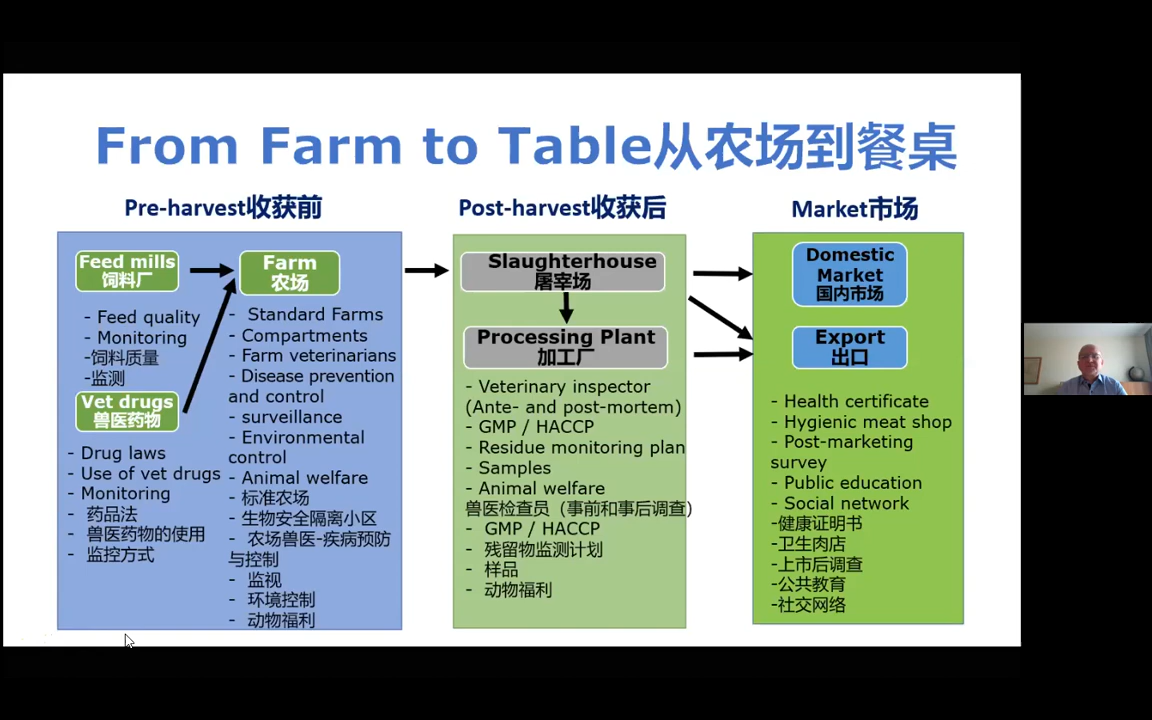 From Farm to Table从农场到餐桌
Pre-harvest收获前
Feed mills
饲料厂
- Feed quality
- Monitoring
-饲料质量
-监测
Vet drugs
兽医药物
- Drug laws
- Use of vet drugs
- Monitoring
- 药品法
- 兽医药物的使用
- 监控方式
Farm
农场
- Standard Farms
- Compartments
- Farm veterinarians
- Disease prevention
and control
- surveillance
- Environmental
control
- Animal welfare
- 标准农场
- 生物安全隔离小区
- 农场兽医-疾病预防
与控制
- 监视
- 环境控制
- 动物福利
Post-harvest收获后
Slaughterhouse
屠宰场
Processing Plant
加工厂
- Veterinary inspector
(Ante- and post-mortem)
- GMP / HACCP
- Residue monitoring plan
- Samples
- Animal welfare
兽医检查员（事前和事后调查）
- GMP / HACCP
- 残留物监测计划
- 样品
- 动物福利
Market市场
Domestic
Market
国内市场
Export
出口
- Health certificate
- Hygienic meat shop
- Post-marketing
survey
- Public education
- Social network
-健康证明书
-卫生肉店
-上市后调查
-公共教育
-社交网络